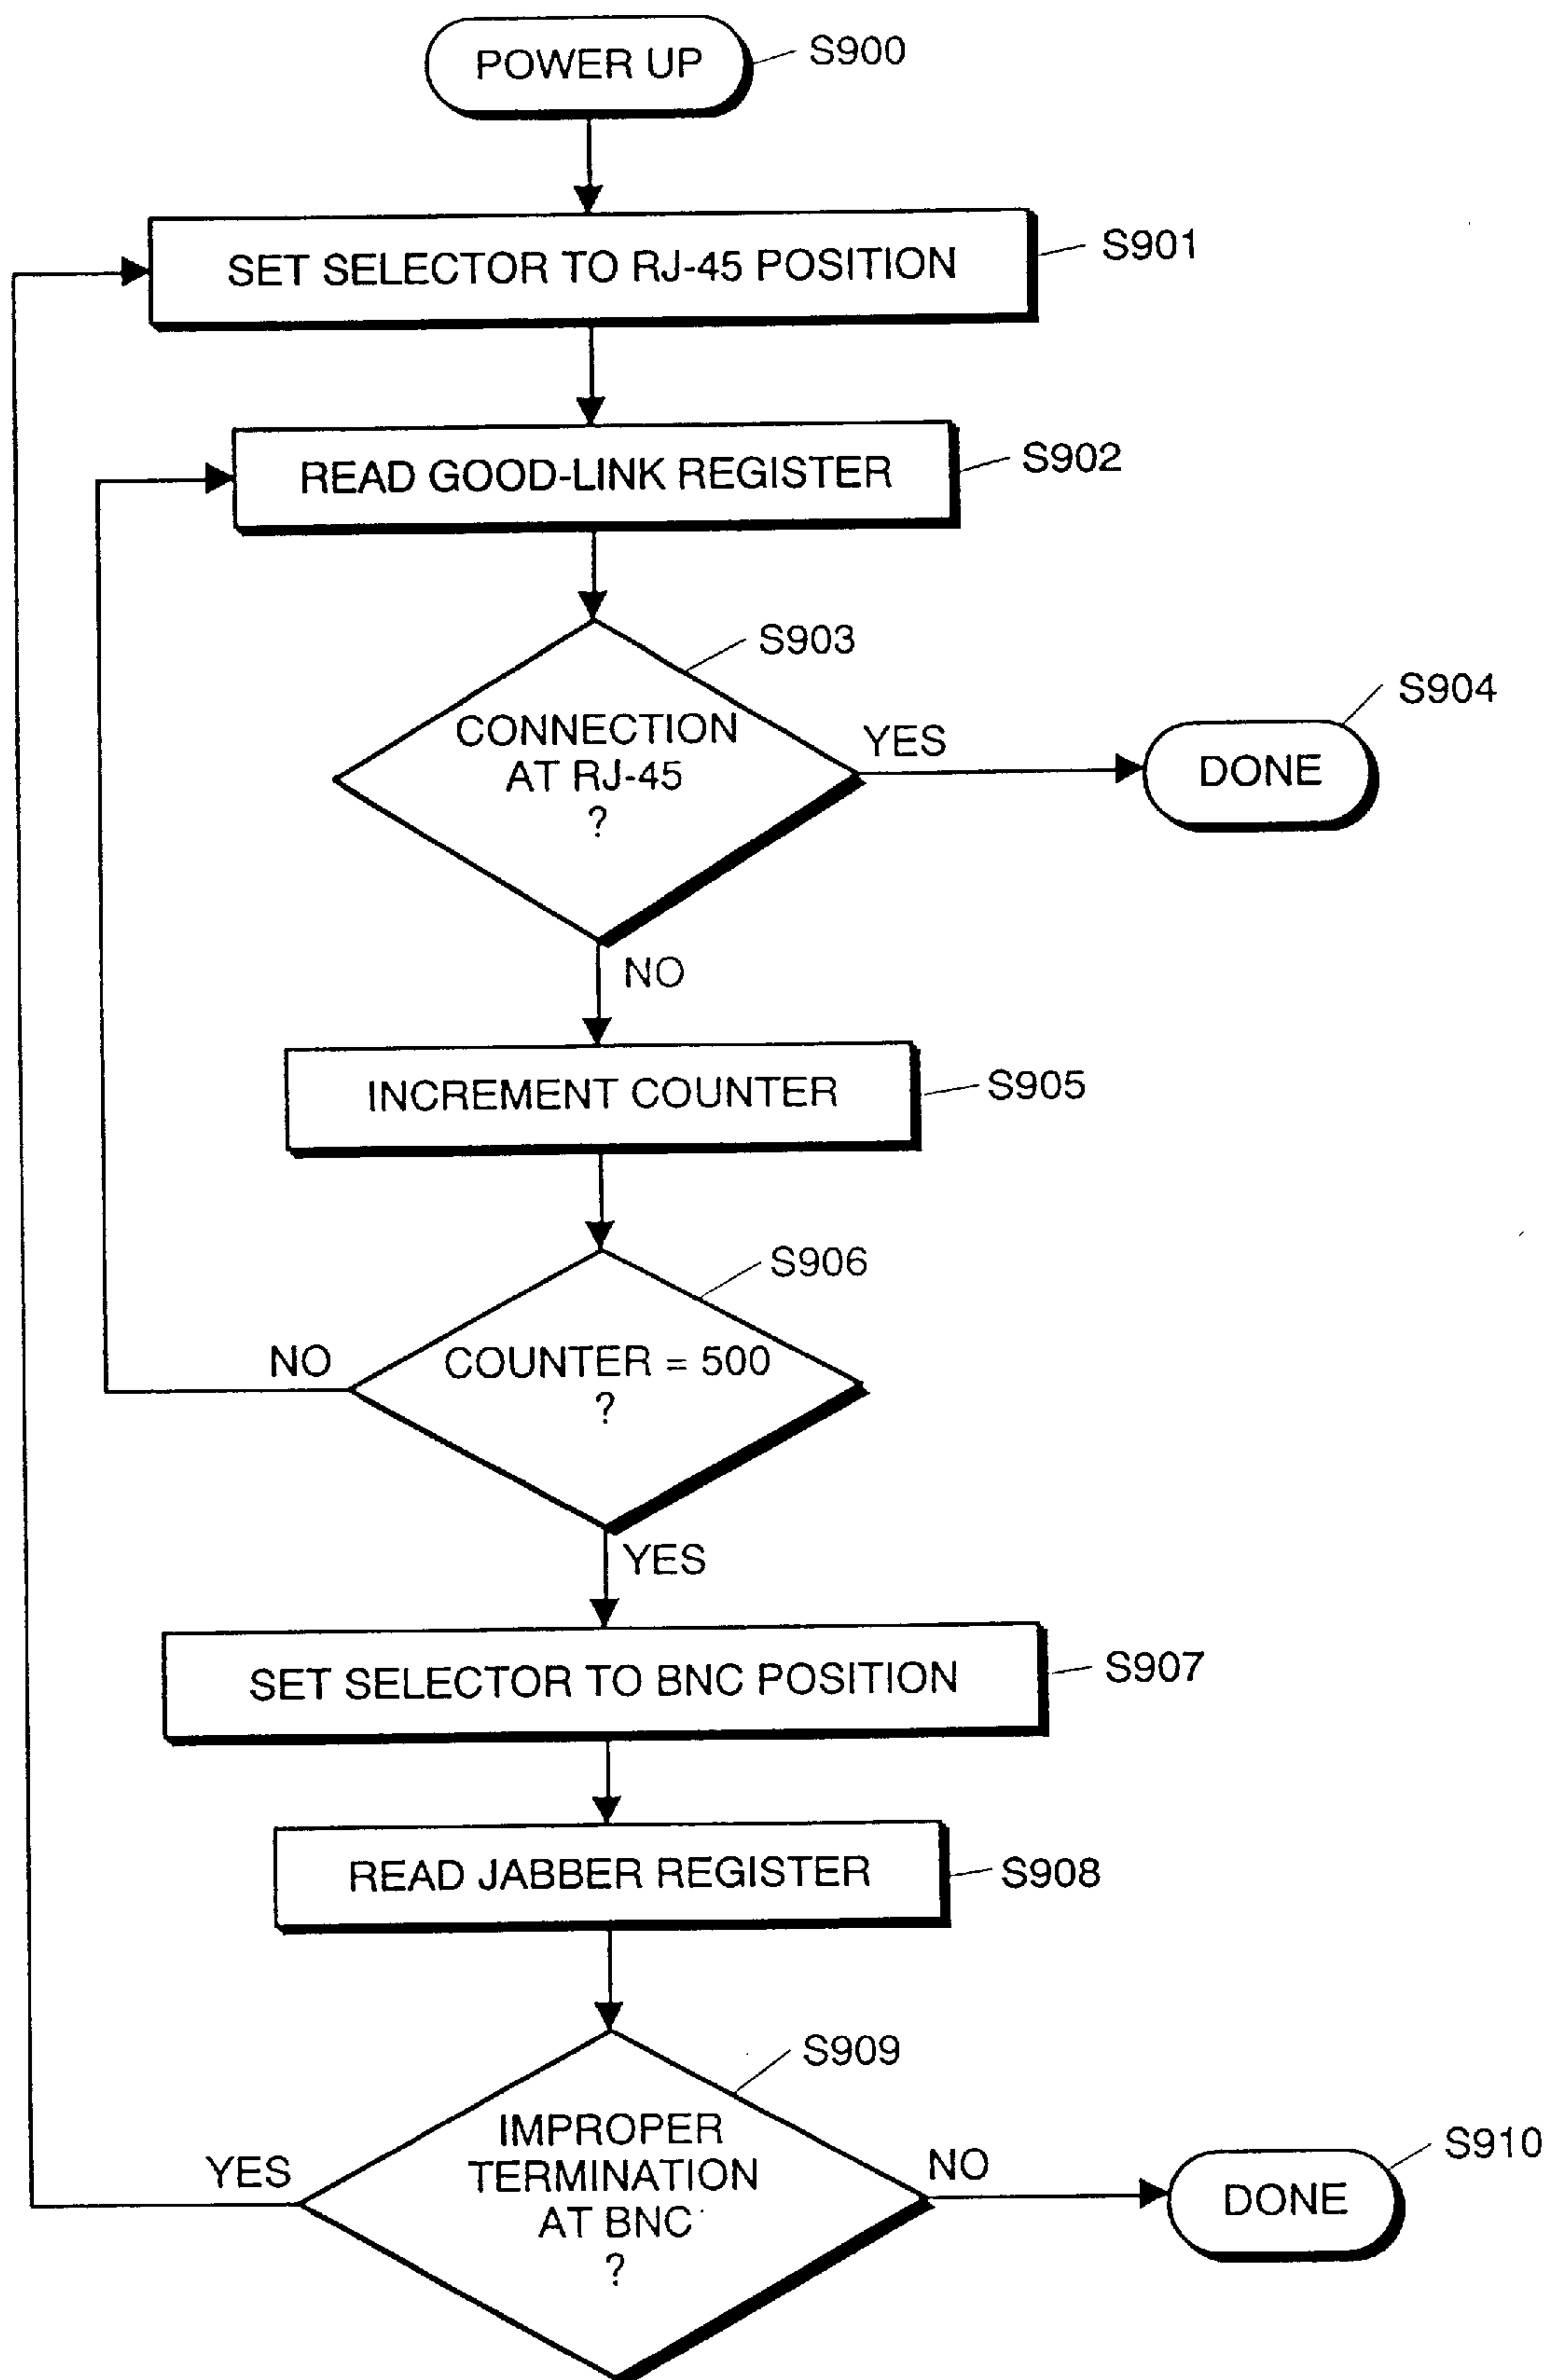 POWER UP
S900
SET SELECTOR TO RJ-45 POSITION
S901
READ GOOD-LINK REGISTER
S902
S903
CONNECTION
AT RJ-45
?
YES
S904
DONE
NO
INCREMENT COUNTER
S905
S906
NO
COUNTER = 500
?
YES
SET SELECTOR TO BNC POSITION
S907
READ JABBER REGISTER
S908
S909
YES
IMPROPER
TERMINATION
AT BNC
?
NO
S910
DONE